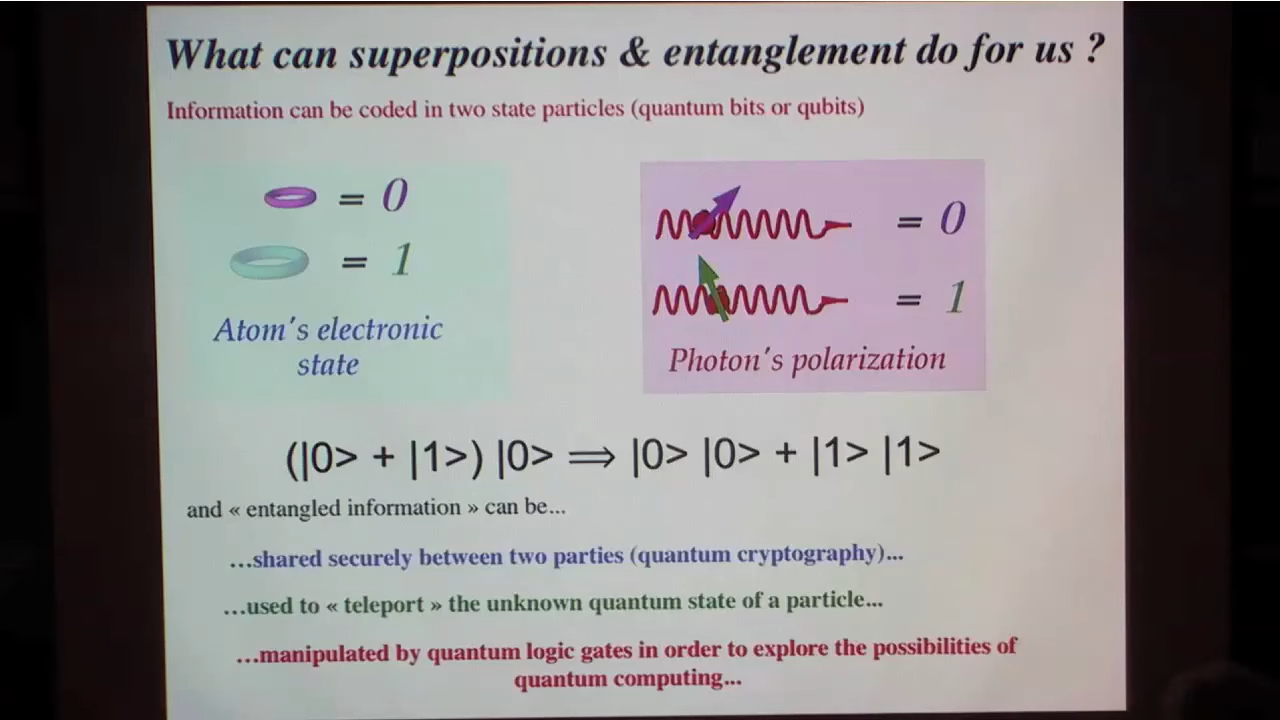 What can superpositions & entanglement do for us ?
Information can be coded in two state particles (quantum bits or qubits)
= 0
= 1
Atom's electronic
state
= 0
= 1
Photon's polarization
(|0> + |1>) |0> ⟹ |0> |0> + |1> |1>
and « entangled information » can be...
...shared securely between two parties (quantum cryptography)...
...used to « teleport » the unknown quantum state of a particle...
...manipulated by quantum logic gates in order to explore the possibilities of
quantum computing...